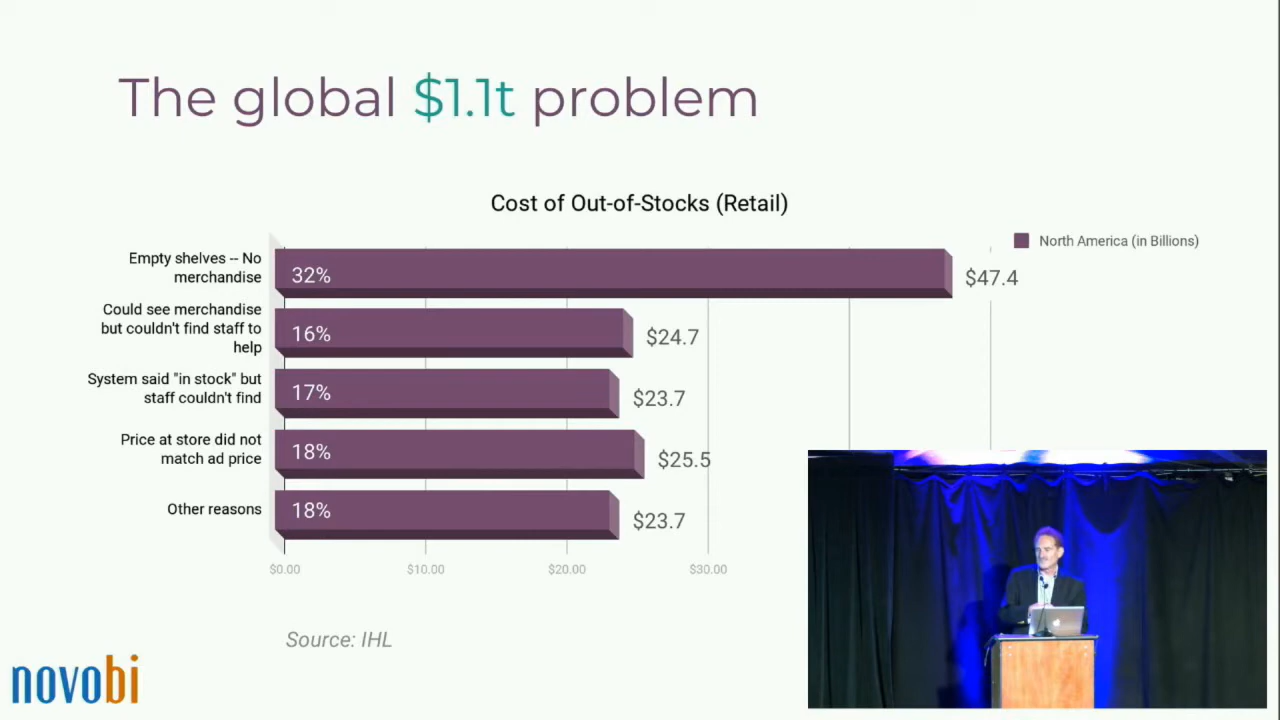 The global $1.1t problem
Cost of Out-of-Stocks (Retail)
North America (in Billions)
Empty shelves -- No
merchandise
32%
$47.4
Could see merchandise
but couldn't find staff to
help
16%
$24.7
System said "in stock" but
staff couldn't find
17%
$23.7
Price at store did not
match ad price
18%
$25.5
Other reasons
18%
$23.7
$0.00
$10.00
$20.00
$30.00
Source: IHL
novobi